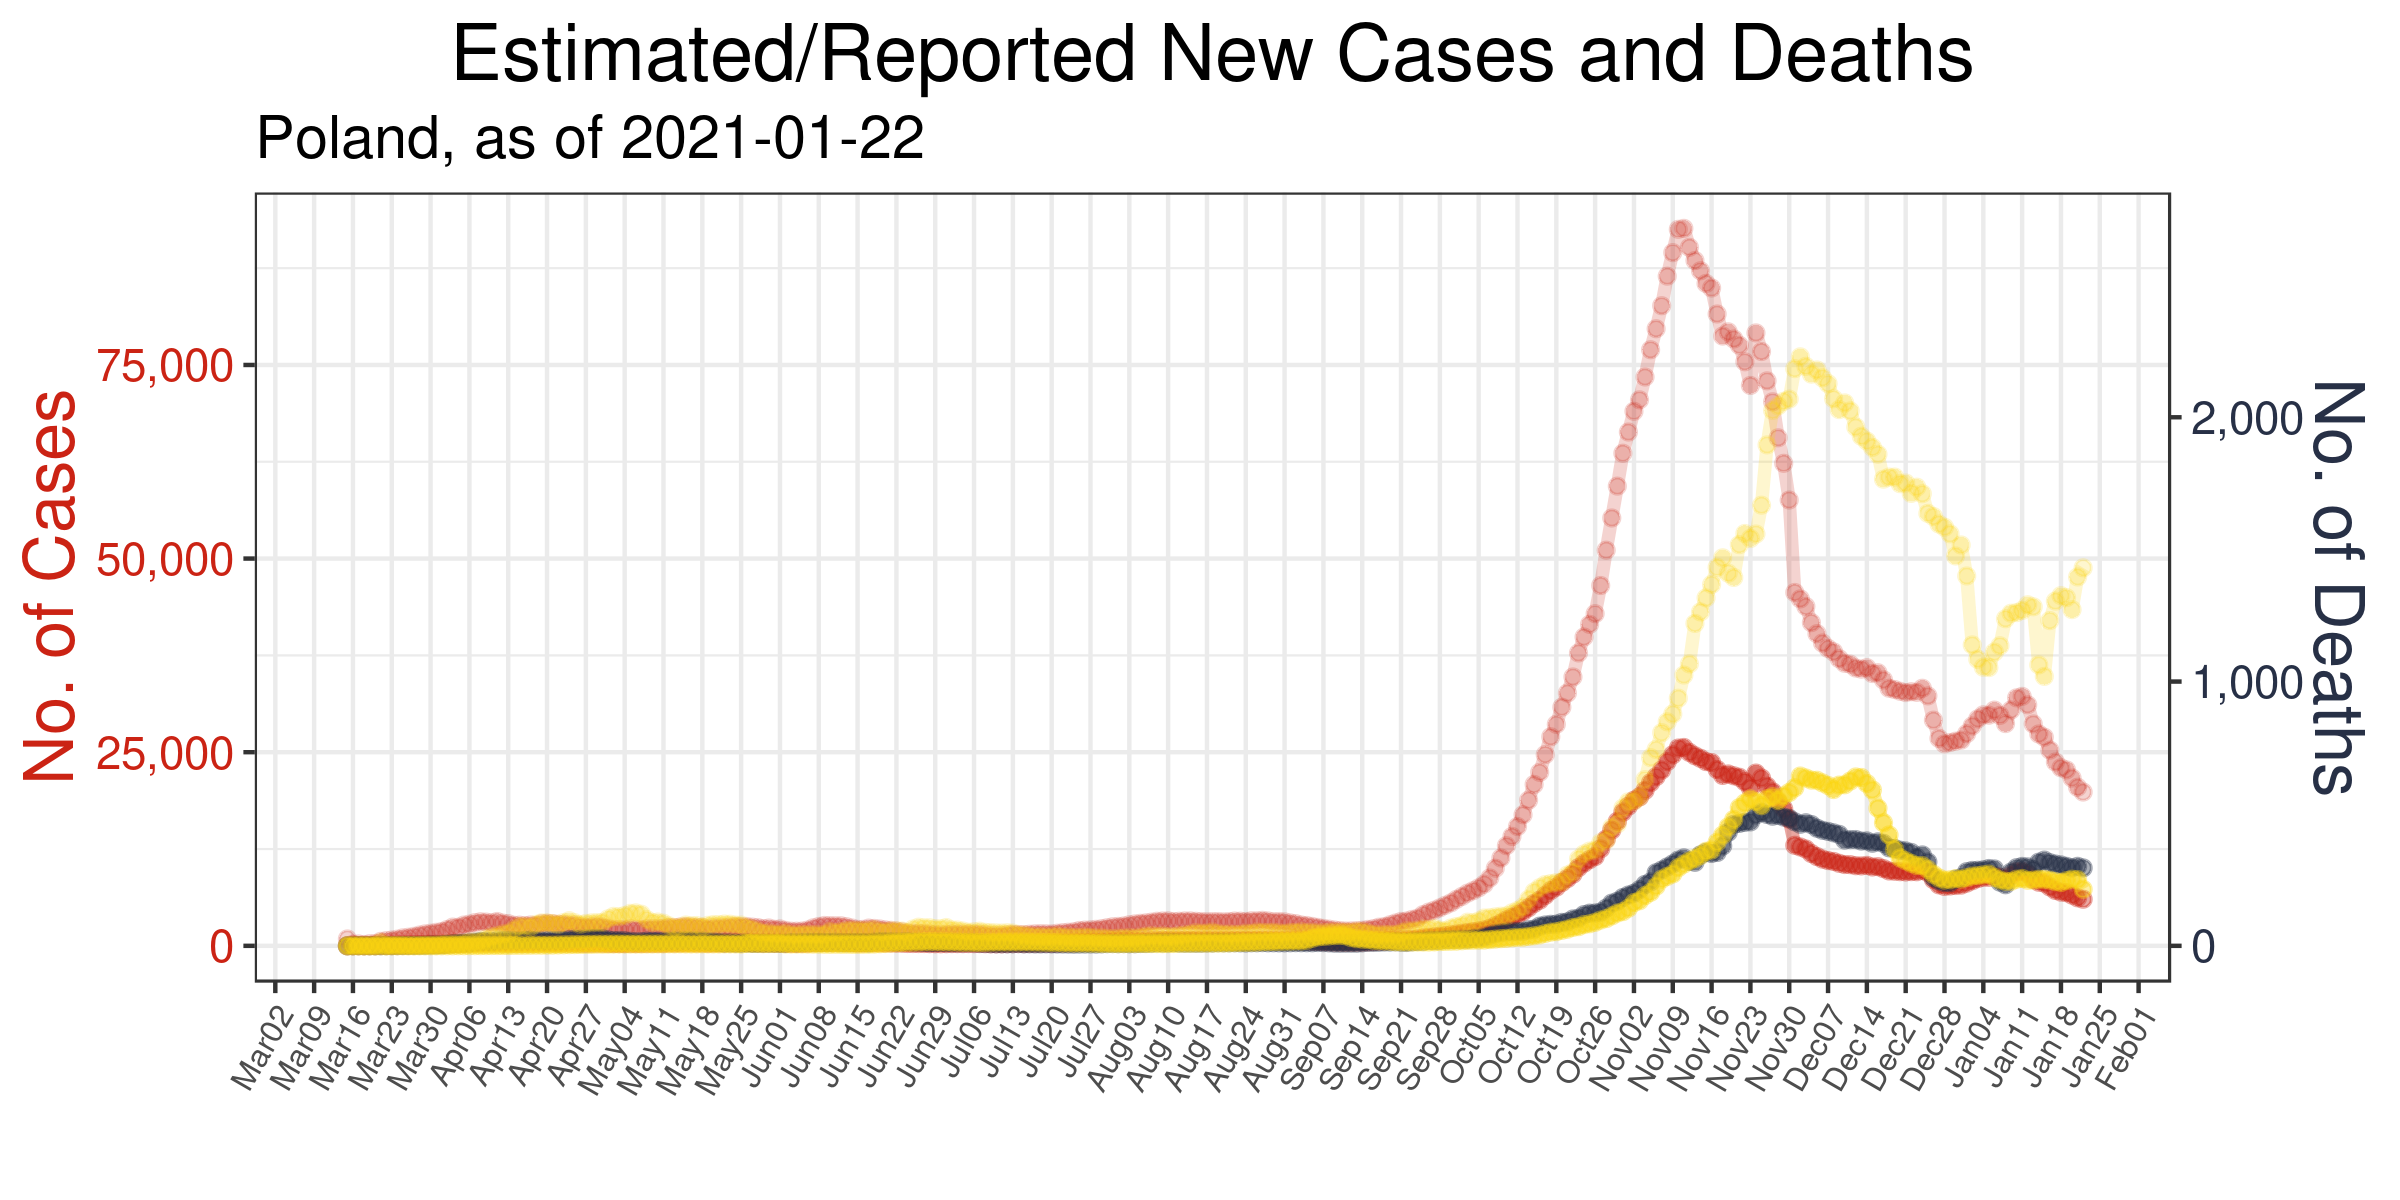 Estimated/Reported New Cases and Deaths
Poland, as of 2021-01-22
No. of Cases
75,000
50,000
25,000
0
2,000
1,000
0
No. of Deaths
Mar02
Mar09
Mar16
Mar23
Mar30
Apr06
Apr13
Apr20
Apr27
May04
May11
May18
May25
Jun01
Jun08
Jun15
Jun22
Jun29
Jul06
Jul13
Jul20
Jul27
Aug03
Aug10
Aug17
Aug24
Aug31
Sep07
Sep14
Sep21
Sep28
Oct05
Oct12
Oct19
Oct26
Nov02
Nov09
Nov16
Nov23
Nov30
Dec07
Dec14
Dec21
Dec28
Jan04
Jan11
Jan18
Jan25
Feb01